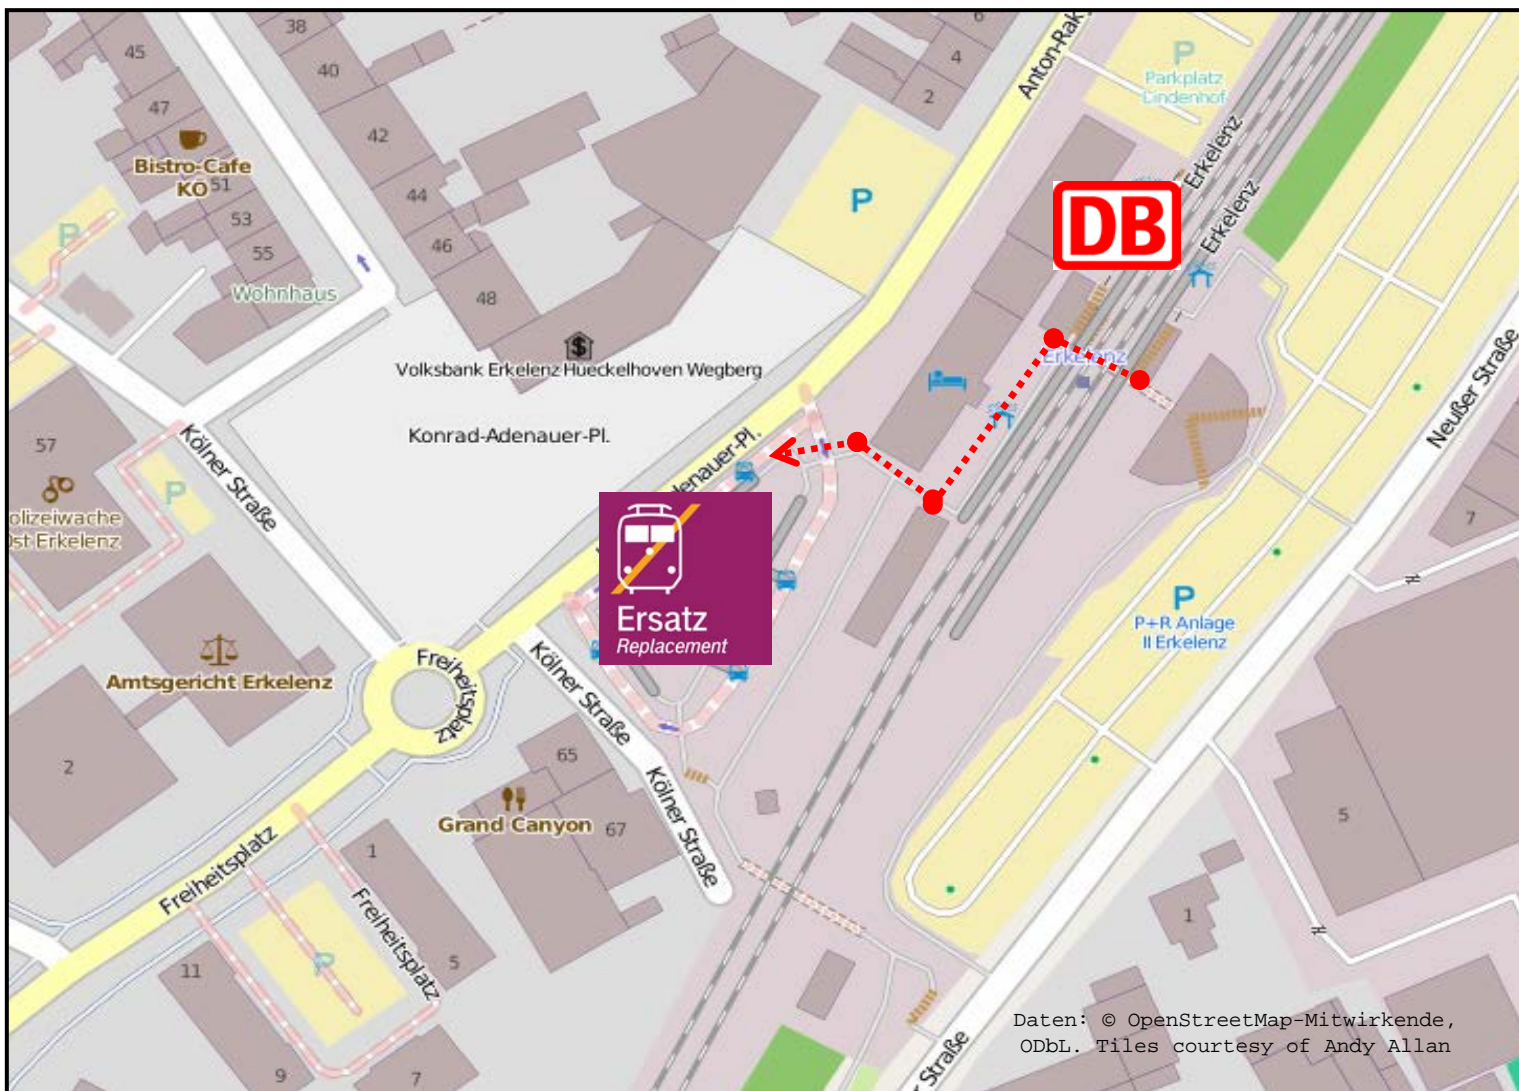 38
6
45
40
4
Anton-Rak
P
Parkplatz
Lindenhof
47
2
42
Bistro-Cafe
KÖ
51
Erkelenz
44
P
53
Erkelenz
DB
P
46
55
Wohnhaus
48
$
Volksbank Erkelenz Hueckelhoven Wegberg
Erkelenz
Konrad-Adenauer-Pl.
57
Kölner Straße
denauer-Pl.
Neußer Straße
P
olizeiwache
st Erkelenz
7
P
P+R Anlage
II Erkelenz
Ersatz
Replacement
Freiheitsplatz
Kölner Straße
Amtsgericht Erkelenz
2
65
Kölner Straße
Grand Canyon
67
5
1
Freiheitsplatz
Freiheitsplatz
P
11
5
1
9
7
r Straße
Daten: © OpenStreetMap-Mitwirkende,
ODbL. Tiles courtesy of Andy Allan